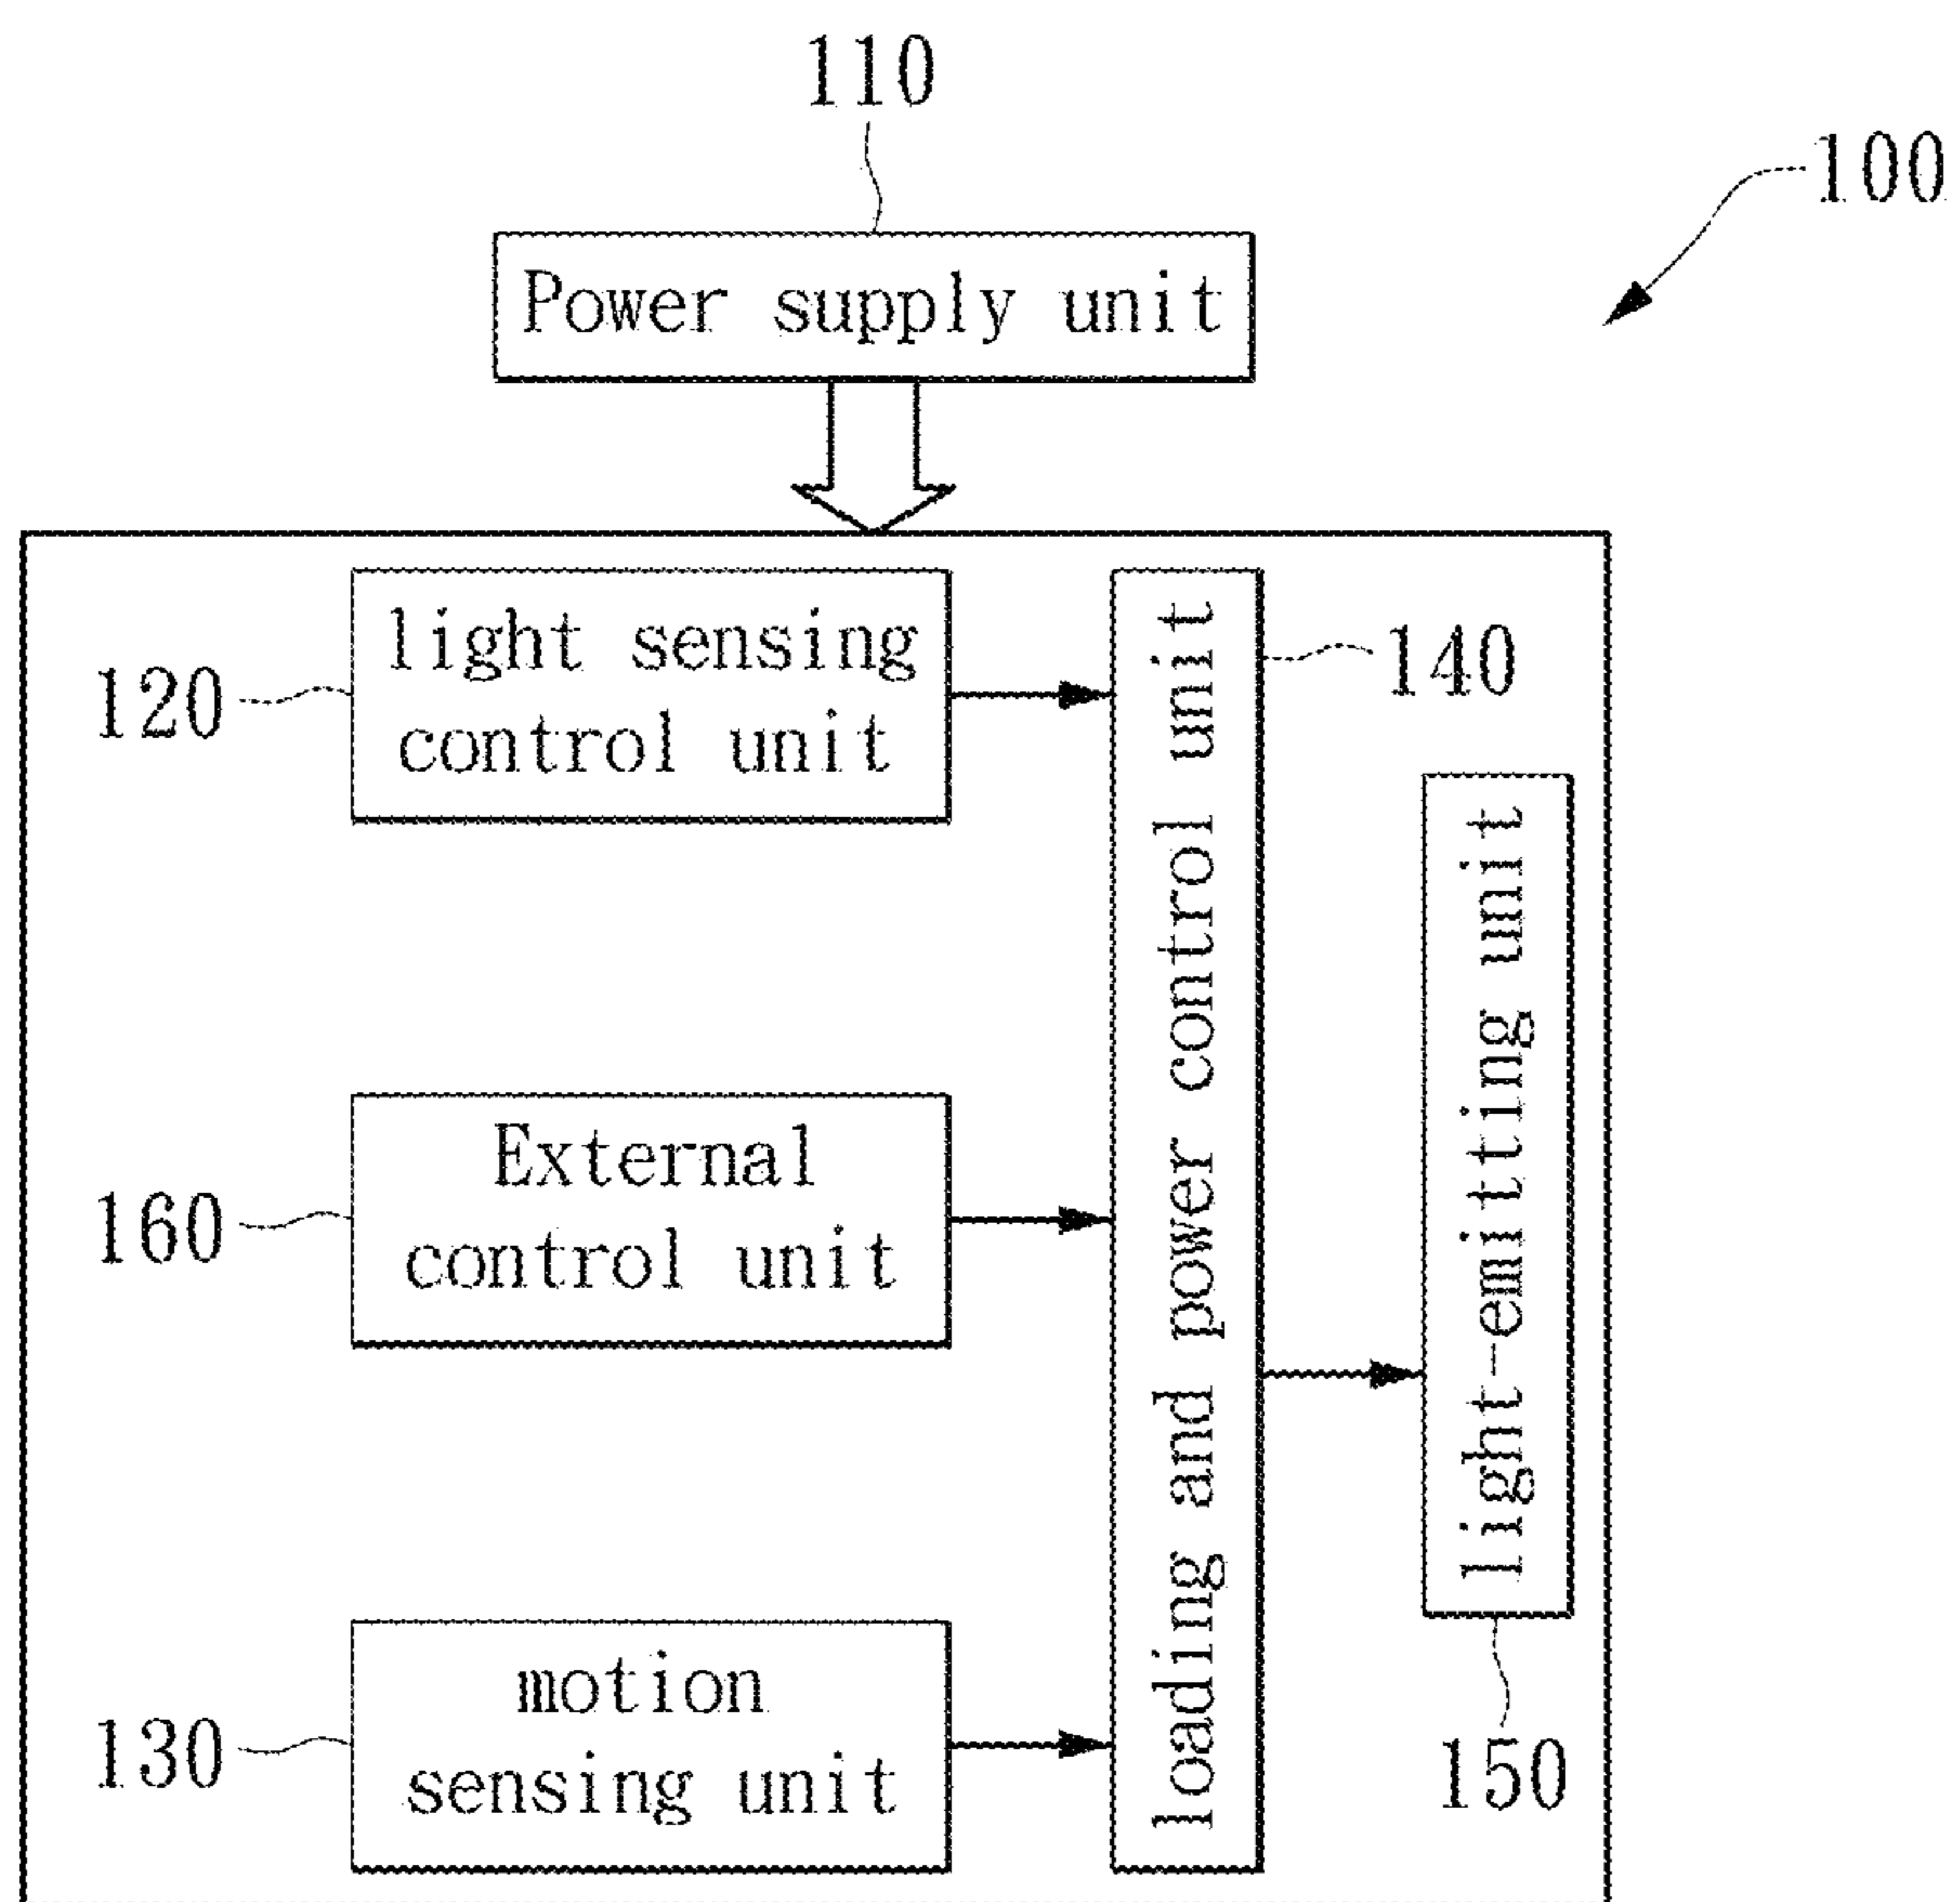 110
100
Power supply unit
light sensing
control unit
120
140
loading and power control unit
light-emitting unit
External
control unit
160
motion
sensing unit
130
150